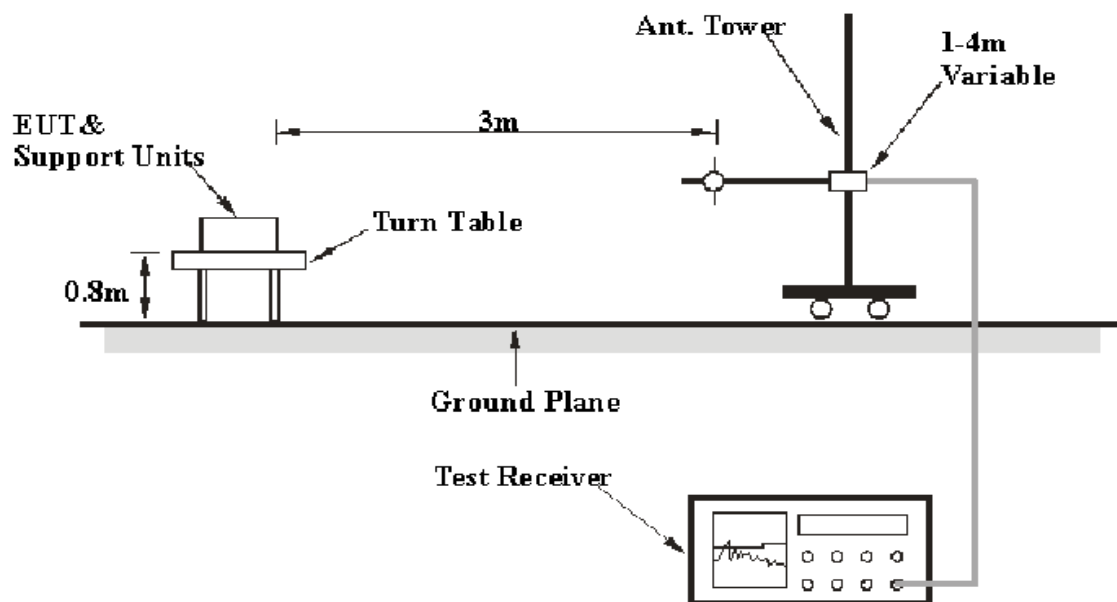 Ant. Tower
1-4m
Variable
EUT&
Support Units
3m
Turn Table
0.8m
Ground Plane
Test Receiver